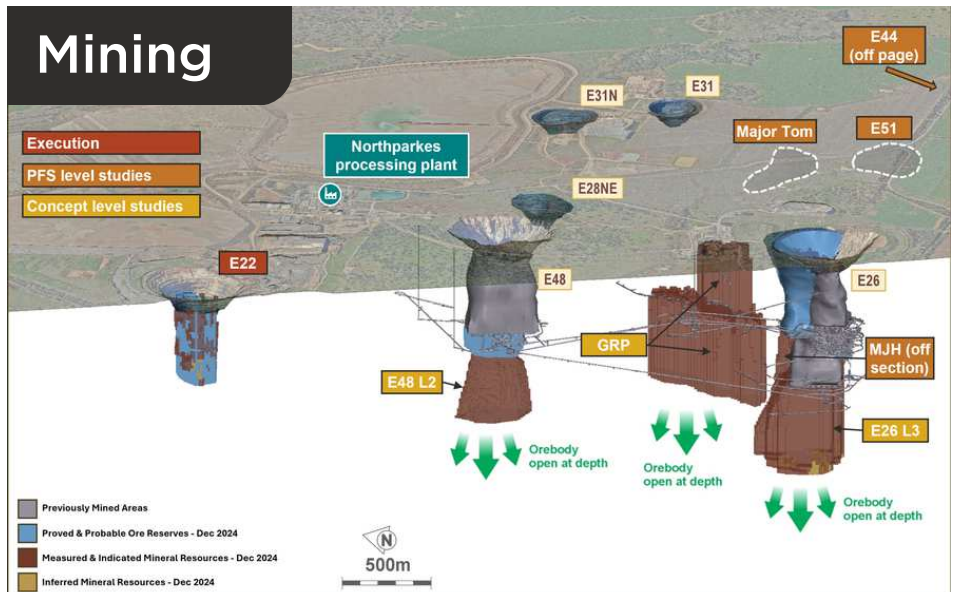 Mining
E44
(off page)
E31N
E31
Major Tom
E51
Execution
PFS level studies
Concept level studies
Northparkes
processing plant
E28NE
E22
E48
E26
GRP
MJH (off
section)
E48 L2
E26 L3
Orebody
open at depth
Orebody
open at depth
Orebody
open at depth
Previously Mined Areas
Proved & Probable Ore Reserves - Dec 2024
Measured & Indicated Mineral Resources - Dec 2024
Inferred Mineral Resources - Dec 2024
N
500m